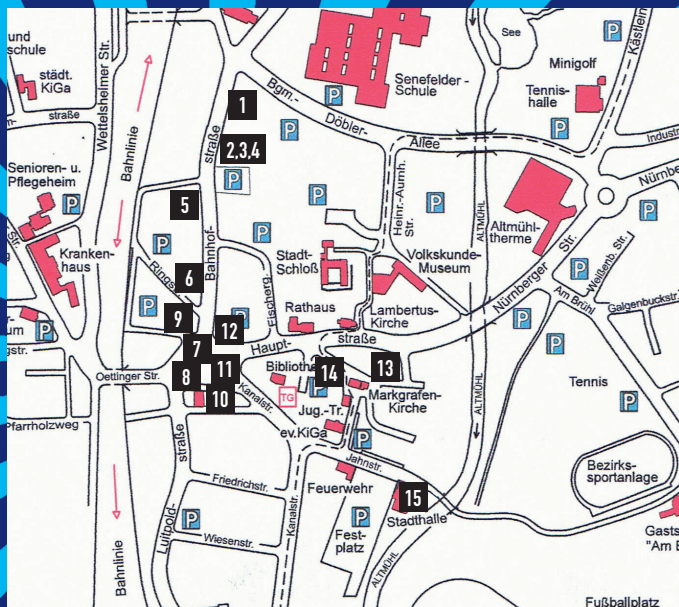 und
schule
städt.
KiGa
straße
Wettelsheimer Str.
Bahnlinie
Senioren- u.
Pflegeheim
Kranken-
haus
Str.
P
1
2,3,4
P
5
6
P
P
P
9
12
7
8
11
10
14
13
15
Bahnhof-
straße
Bgm.-
Döbler-
Allee
P
P
P
P
P
Senefelder -
Schule
See
Minigolf
Tennis-
halle
P
Kästlein
Industr
Nürnb
Altmühl-
therme
ALTMÜHL
Heinr.-Aumh.
Str.
Stadt-
Schloß
Volkskunde-
Museum
Lambertus-
Kirche
Rathaus
Fischerg.
Rings
Nürnberger Str.
Weißenb. Str.
Am Brühl
Galgenbuckstr.
P
P
P
P
Haupt-
straße
Oettinger Str.
Pfarrholzweg
um
P
Bibliothe
P
TG
Jug.-Tr.
ev.KiGa
Markgrafen-
Kirche
P
Kanalstr.
Jahnstr.
ALTMÜHL
Tennis
P
Bezirks-
sportanlage
Feuerwehr
Stadthalle
Fest-
platz
P
Friedrichstr.
Wiesenstr.
P
Luitpold-
straße
Kanalstr.
Bahnlinie
ALTMÜHL
Gasts
"Am
Fußballplatz